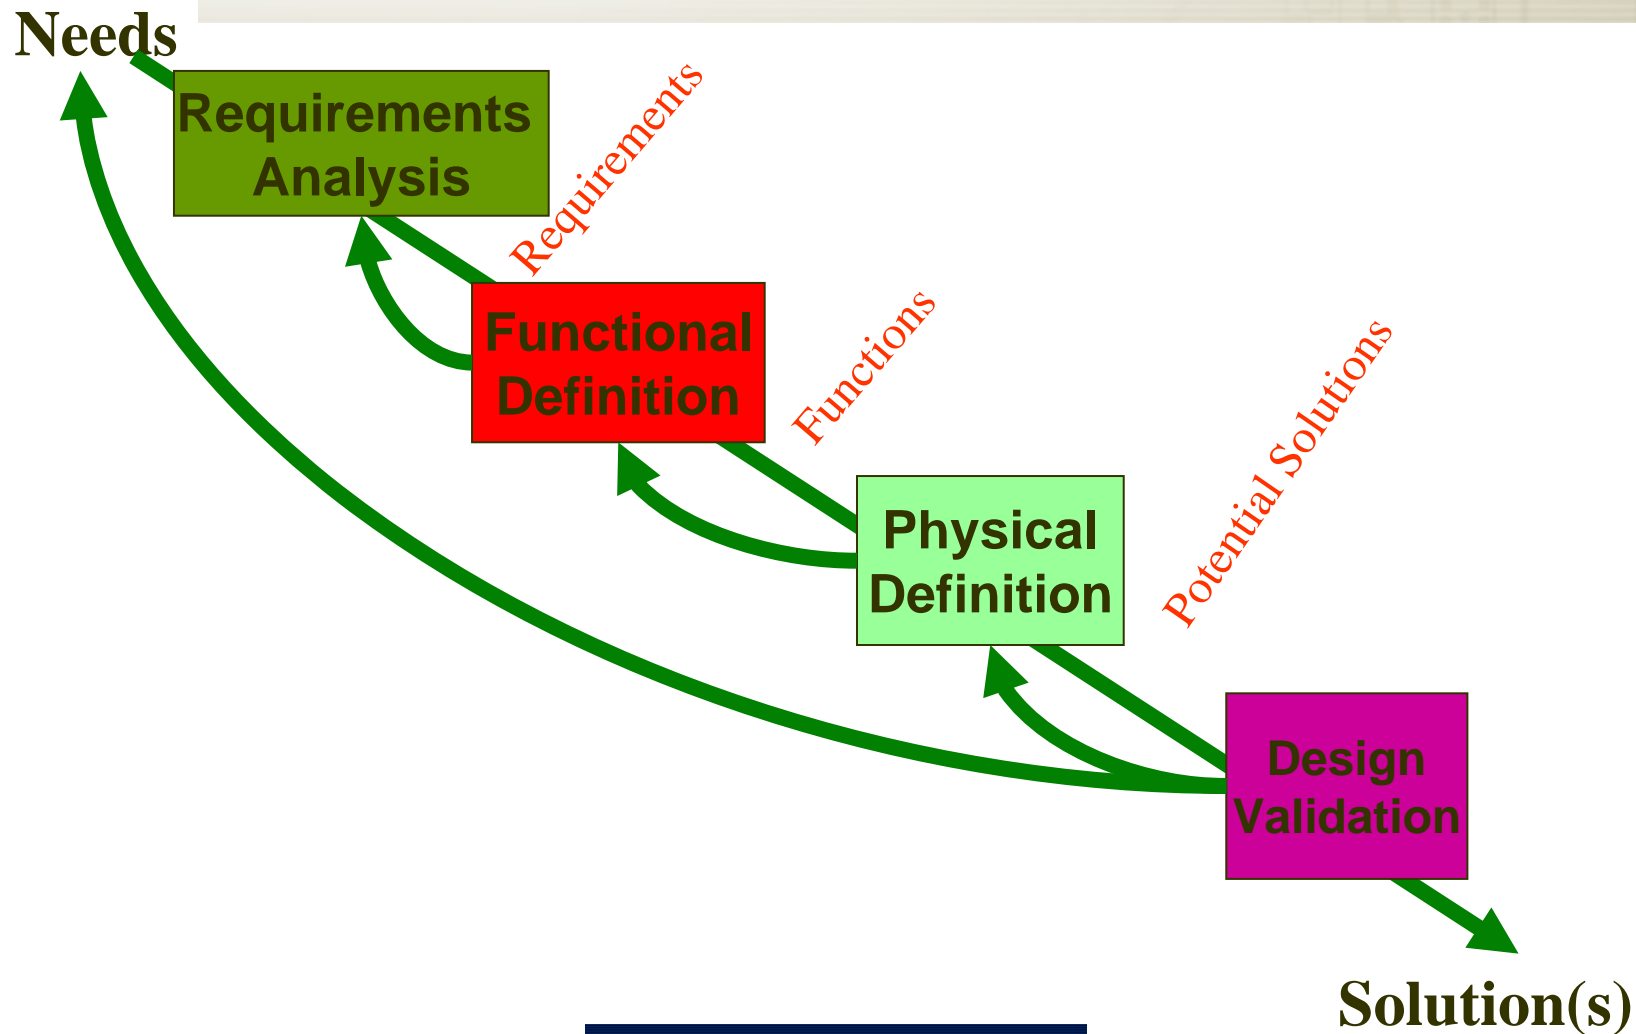 Needs
Requirements
Analysis
Requirements
Functional
Definition
Functions
Physical
Definition
Potential Solutions
Design
Validation
Solution(s)